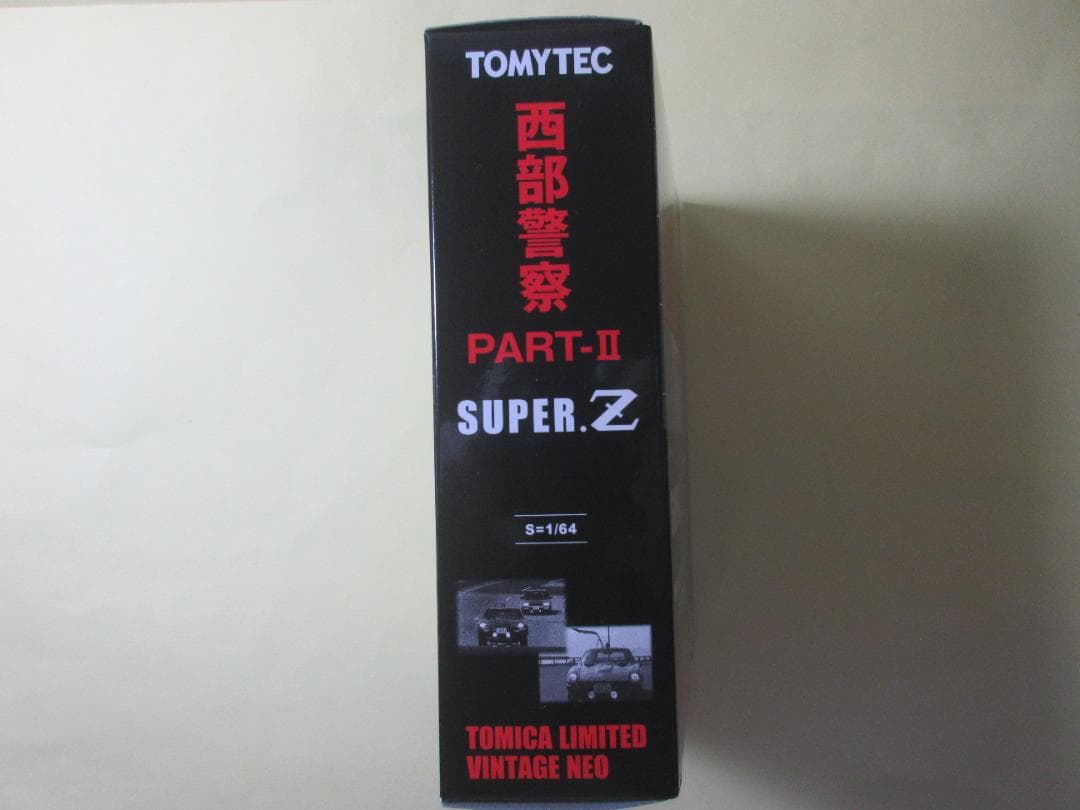 TOMYTEC
西部警察
PART-II
SUPER.Z
S=1/64
TOMICA LIMITED
VINTAGE NEO